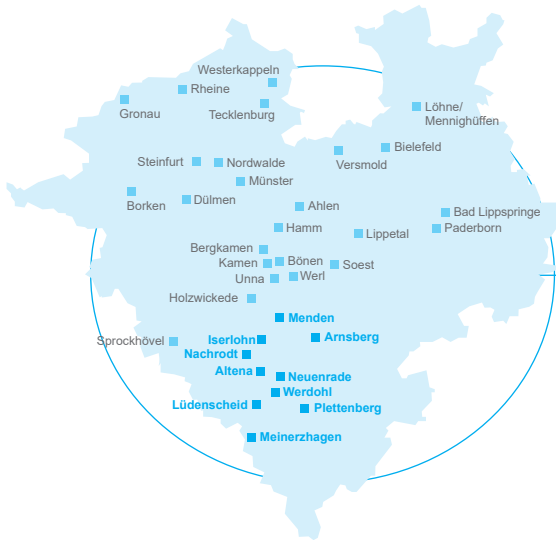 Westerkappeln
Rheine
Gronau
Tecklenburg
Löhne/
Mennighüffen
Steinfurt
Nordwalde
Versmold
Bielefeld
Münster
Borken
Dülmen
Ahlen
Bad Lippspringe
Hamm
Lippetal
Paderborn
Bergkamen
Kamen
Bönen
Soest
Unna
Werl
Holzwickede
Menden
Sprockhövel
Iserlohn
Arnsberg
Nachrodt
Altena
Neuenrade
Werdohl
Lüdenscheid
Plettenberg
Meinerzhagen